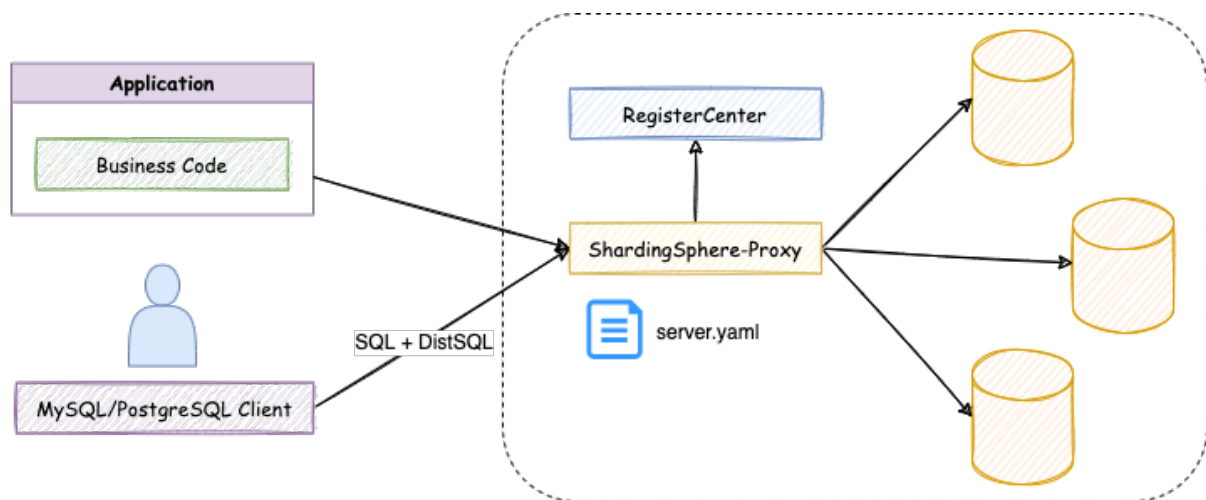 Application
Business Code
RegisterCenter
ShardingSphere-Proxy
server.yaml
SQL + DistSQL
MySQL/PostgreSQL Client